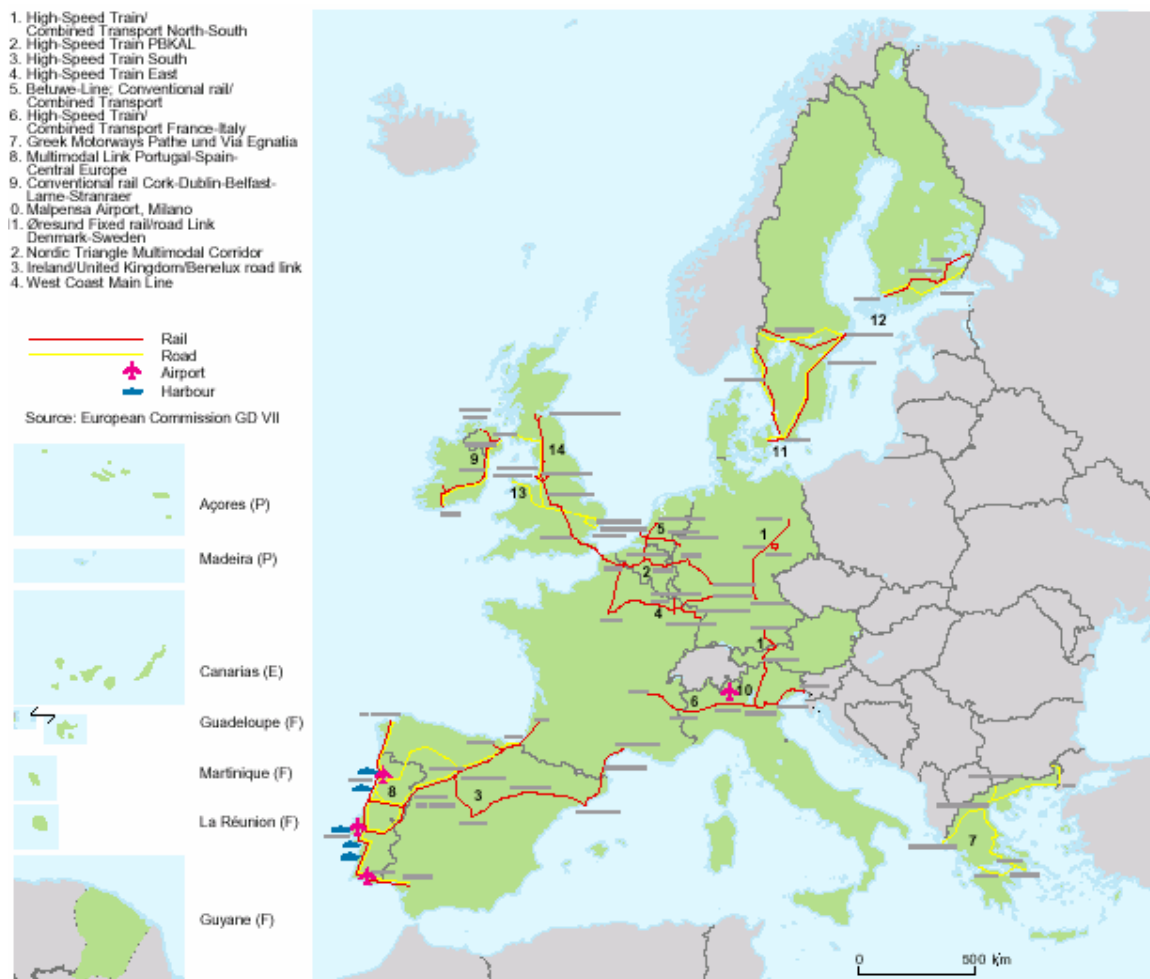 1. High-Speed Train/
Combined Transport North-South
2. High-Speed Train PBKAL
3. High-Speed Train South
4. High-Speed Train East
5. Betuwe-Line; Conventional rail/
Combined Transport
6. High-Speed Train/
Combined Transport France-Italy
7. Greek Motorways Pathe und Via Egnatia
8. Multimodal Link Portugal-Spain-
Central Europe
9. Conventional rail Cork-Dublin-Belfast-
Larne-Stranraer
0. Malpensa Airport, Milano
1. Øresund Fixed rail/road Link
Denmark-Sweden
2. Nordic Triangle Multimodal Corridor
3. Ireland/United Kingdom/Benelux road link
4. West Coast Main Line
Rail
Road
Airport
Harbour
Source: European Commission GD VII
Açores (P)
Madeira (P)
Canarias (E)
Guadeloupe (F)
Martinique (F)
La Réunion (F)
Guyane (F)
12
11
14
9
13
5
1
2
4
1
10
6
8
3
7
0 500 km